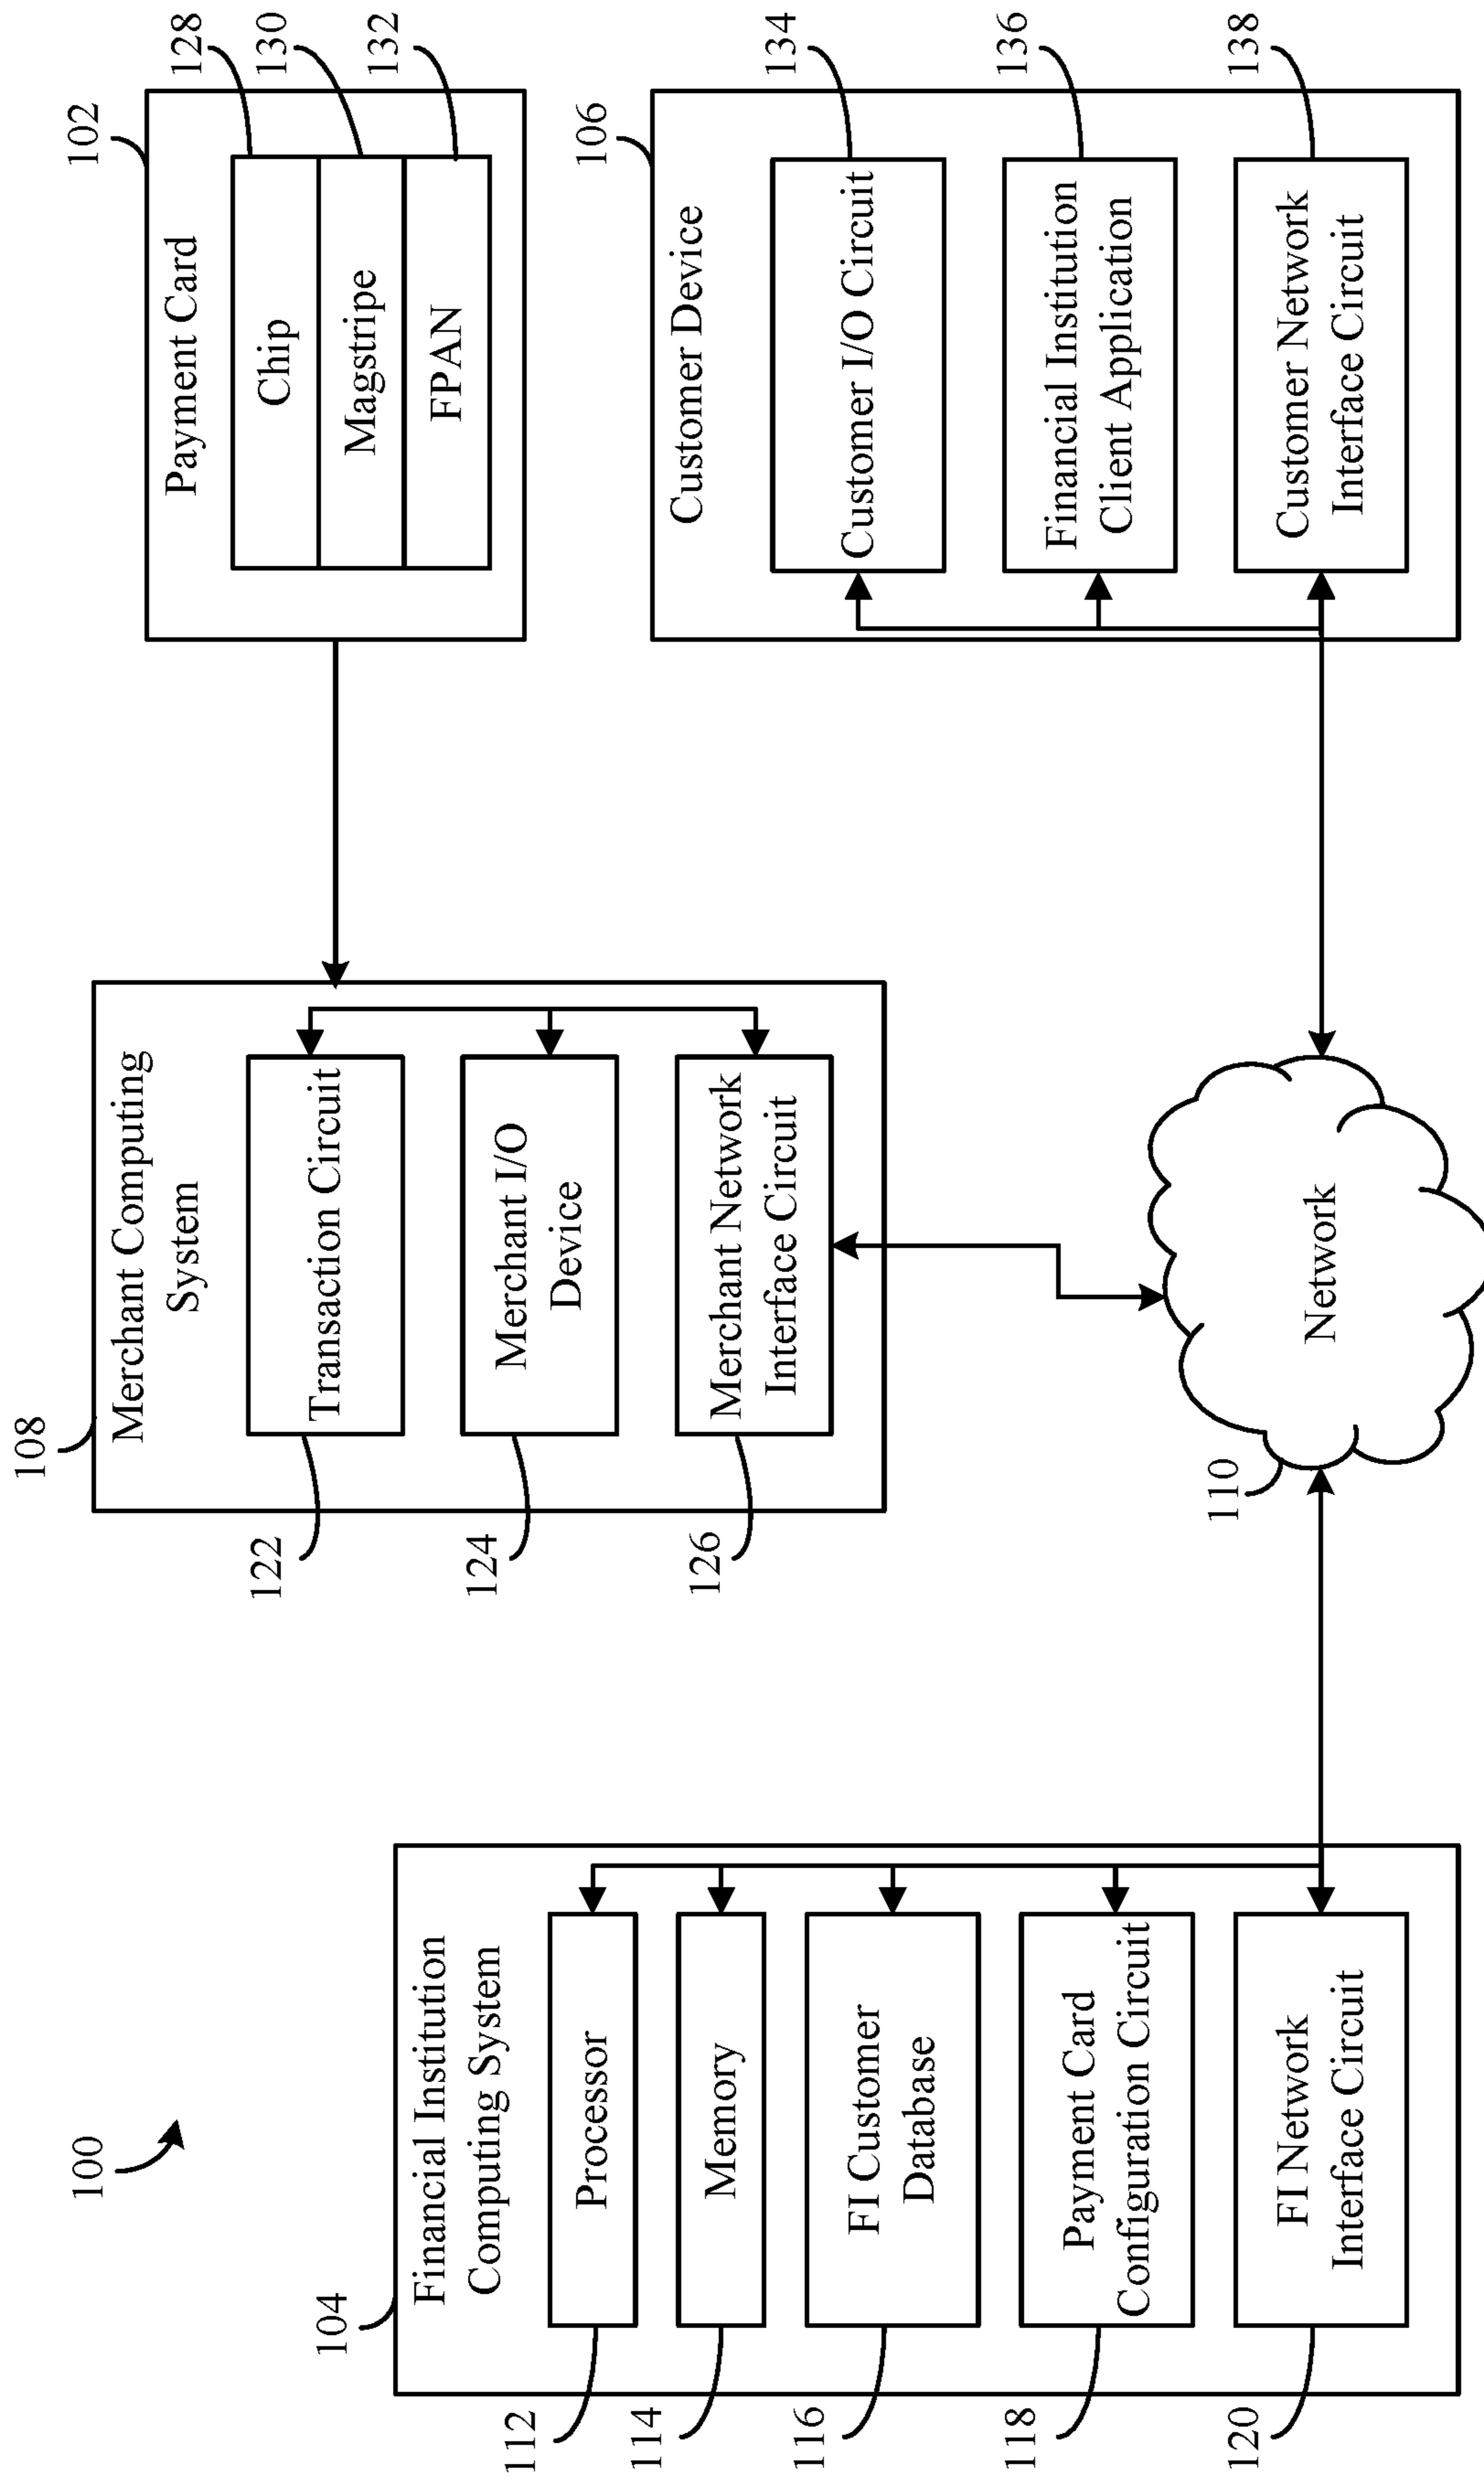 100
104
Financial Institution
Computing System
112
Processor
114
Memory
116
FI Customer
Database
118
Payment Card
Configuration Circuit
120
FI Network
Interface Circuit
108
Merchant Computing
System
122
Transaction Circuit
124
Merchant I/O
Device
126
Merchant Network
Interface Circuit
110
Network
102
Payment Card
Chip
128
Magstripe
130
FPAN
132
106
Customer Device
Customer I/O Circuit
134
Financial Institution
Client Application
136
Customer Network
Interface Circuit
138